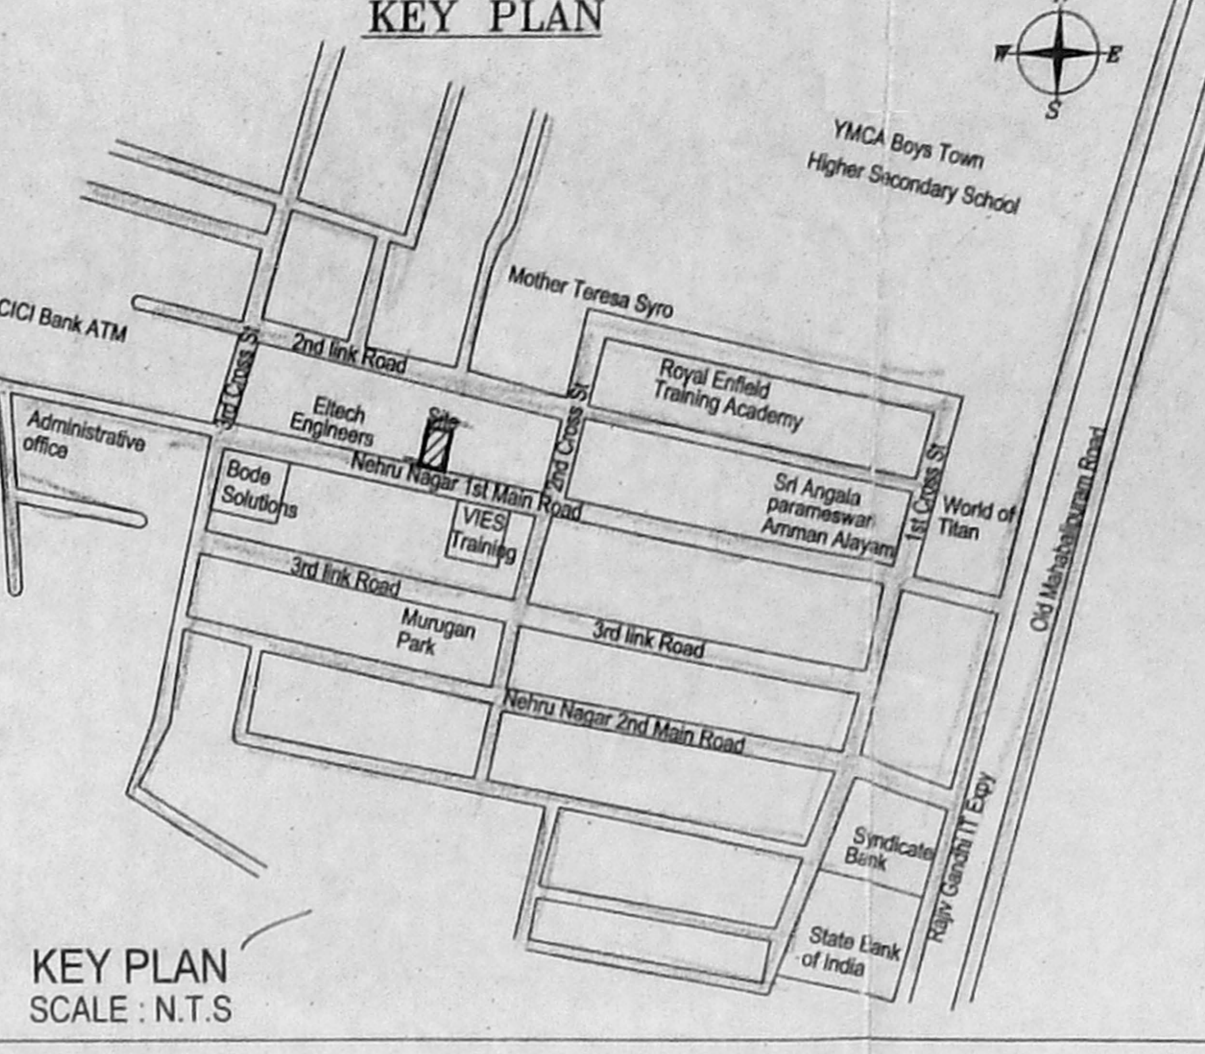 KEY PLAN
W
E
S
YMCA Boys Town
Higher Secondary School
Mother Teresa Syro
CICI Bank ATM
2nd link Road
3rd Cross St
Royal Enfield
Training Academy
Eltech
Engineers
Site
2nd Cross St
Administrative
office
Nehru Nagar 1st Main Road
Bode
Solutions
VIES
Training
Sri Angala
parameswari
Amman Alayam
1st Cross St
World of
Titan
Old Mahabalipuram Road
3rd link Road
Murugan
Park
3rd link Road
Nehru Nagar 2nd Main Road
Rajiv Gandhi IT Expy
Syndicate
Bank
State Bank
of India
KEY PLAN
SCALE : N.T.S